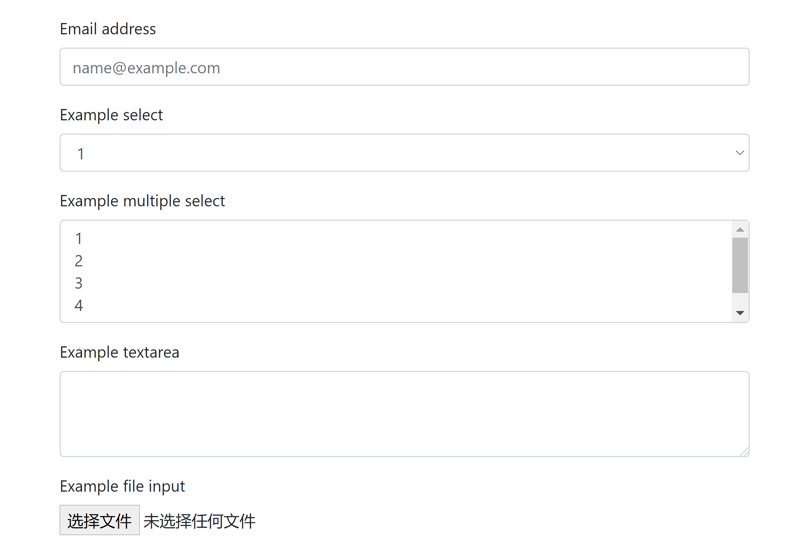 Email address
name@example.com
Example select
1
Example multiple select
1
2
3
4
Example textarea
Example file input
选择文件 未选择任何文件